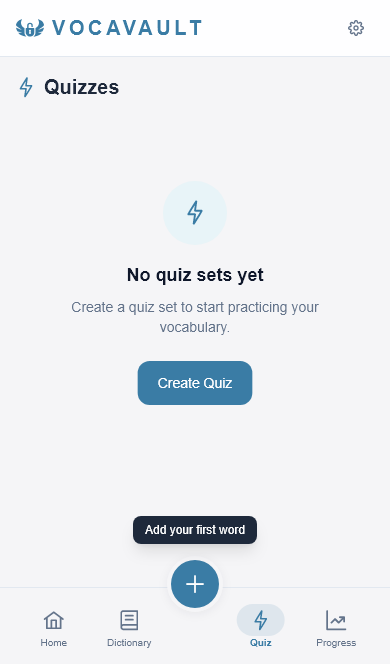 VOCAVAULT
Quizzes
No quiz sets yet
Create a quiz set to start practicing your
vocabulary.
Create Quiz
Add your first word
Home
Dictionary
Quiz
Progress